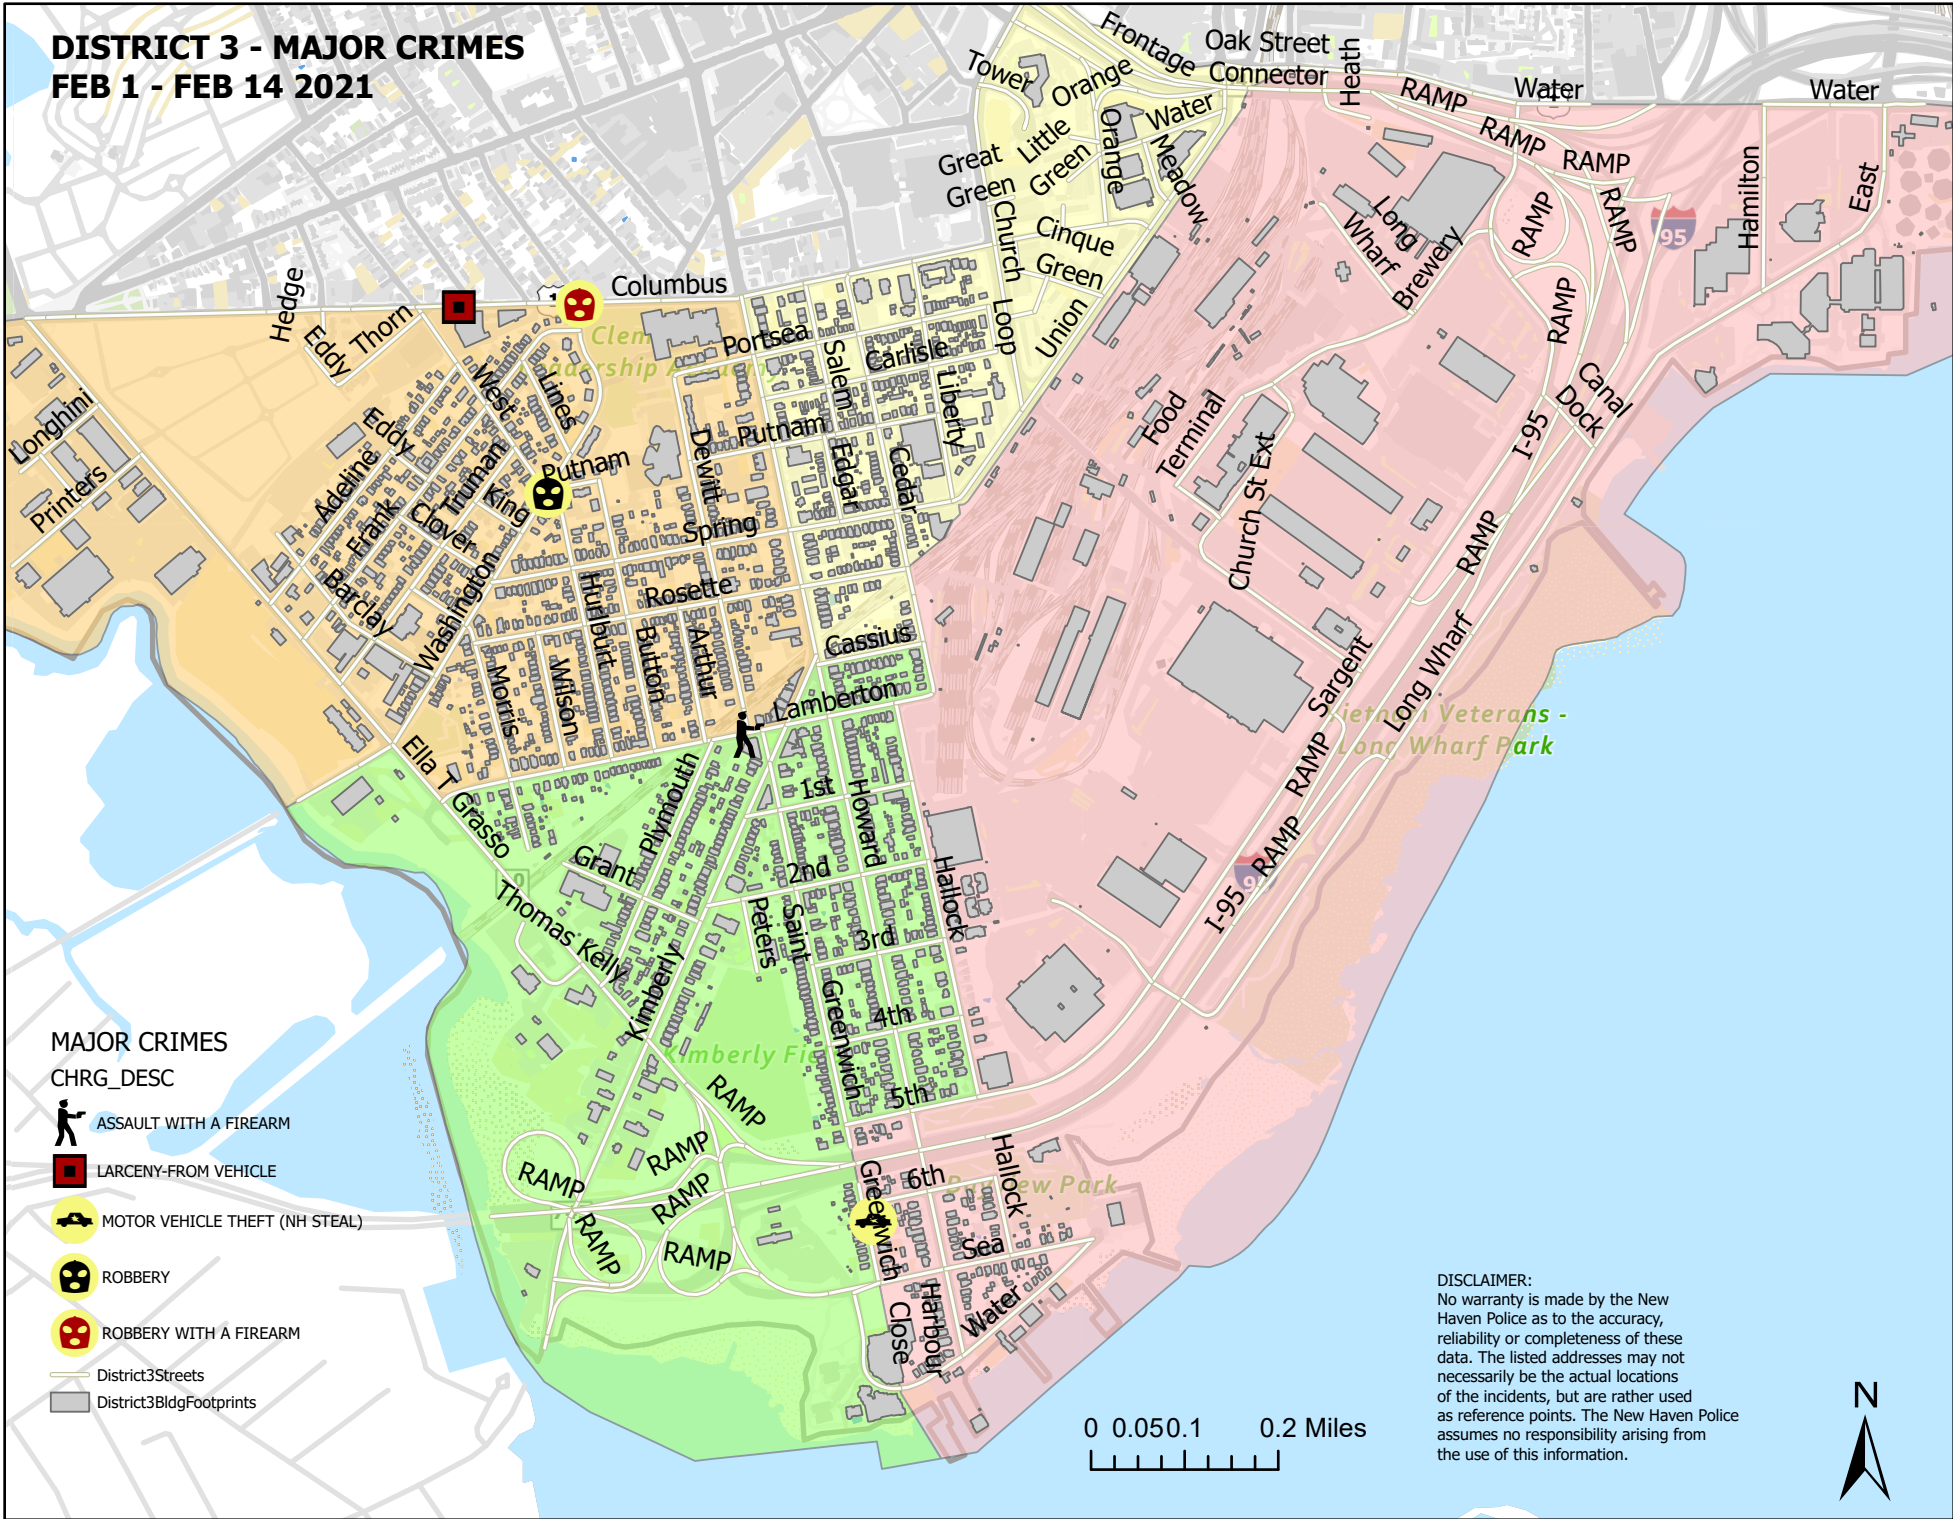 DISTRICT 3 - MAJOR CRIMES
FEB 1 - FEB 14 2021
Tower
Frontage
Oak Street
Connector
Heath
RAMP
Water
Water
Orange
Little
Orange
Water
RAMP
RAMP
Great
Green
Green
Meadow
Church
Cinque
Green
Loop
Union
Long
Wharf
Brewery
RAMP
RAMP
95
Hamilton
East
Hedge
Columbus
Eddy
Thorn
Portsea
Salem
Carlisle
Liberty
RAMP
Canal
Dock
I-95
West
Lines
Longhini
Printers
Eddy
Adeline
Frank
Truman
Clover
King
Putnam
Dewitt
Putnam
Edgar
Cedar
Food
Terminal
Church St Ext
RAMP
Spring
Barclay
Washington
Hurlburt
Rosette
Button
Arthur
Cassius
Morris
Wilson
Lamberton
Sargent
Long Wharf
Vietnam Veterans -
Long Wharf Park
RAMP
Ella T
Grasso
Plymouth
1st
Howard
RAMP
I-95
Grant
2nd
Hallock
Thomas Kelly
Kimberly
Peters
Saint
3rd
Greenwich
4th
5th
RAMP
RAMP
RAMP
RAMP
RAMP
RAMP
Greenwich
6th
Hallock
Sea
Close
Harbour
Water
MAJOR CRIMES
CHRG_DESC
ASSAULT WITH A FIREARM
LARCENY-FROM VEHICLE
MOTOR VEHICLE THEFT (NH STEAL)
ROBBERY
ROBBERY WITH A FIREARM
District3Streets
District3BldgFootprints
0 0.05 0.1 0.2 Miles
DISCLAIMER:
No warranty is made by the New
Haven Police as to the accuracy,
reliability or completeness of these
data. The listed addresses may not
necessarily be the actual locations
of the incidents, but are rather used
as reference points. The New Haven Police
assumes no responsibility arising from
the use of this information.
N